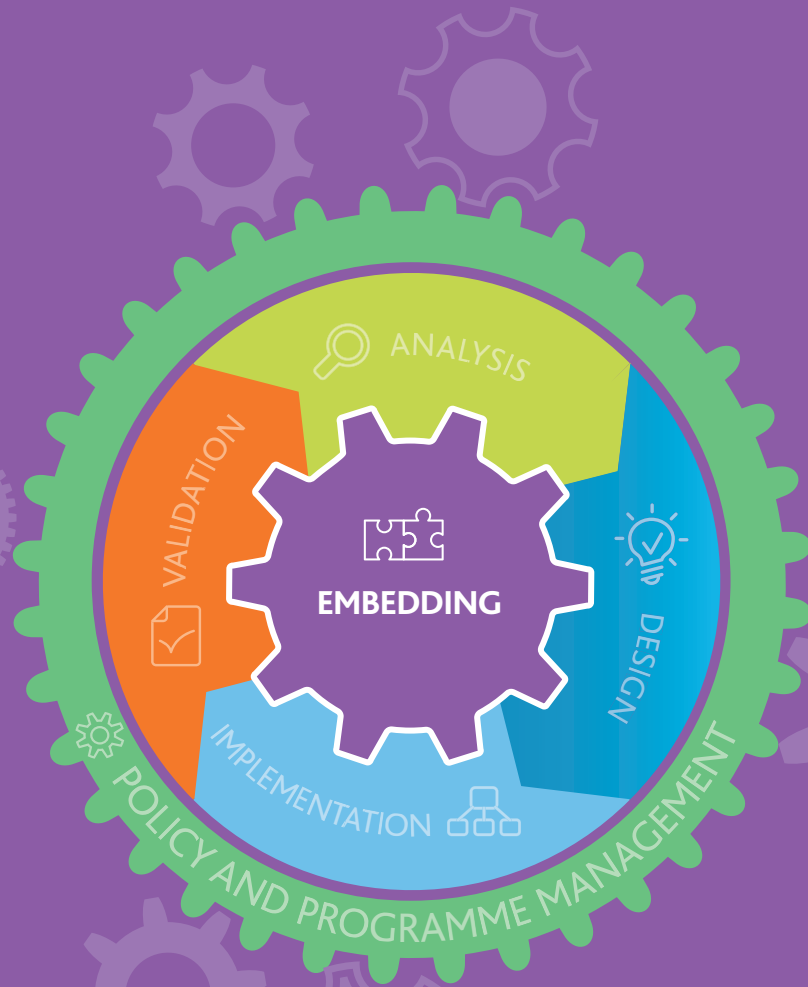 ANALYSIS
VALIDATION
EMBEDDING
DESIGN
IMPLEMENTATION
POLICY AND PROGRAMME MANAGEMENT